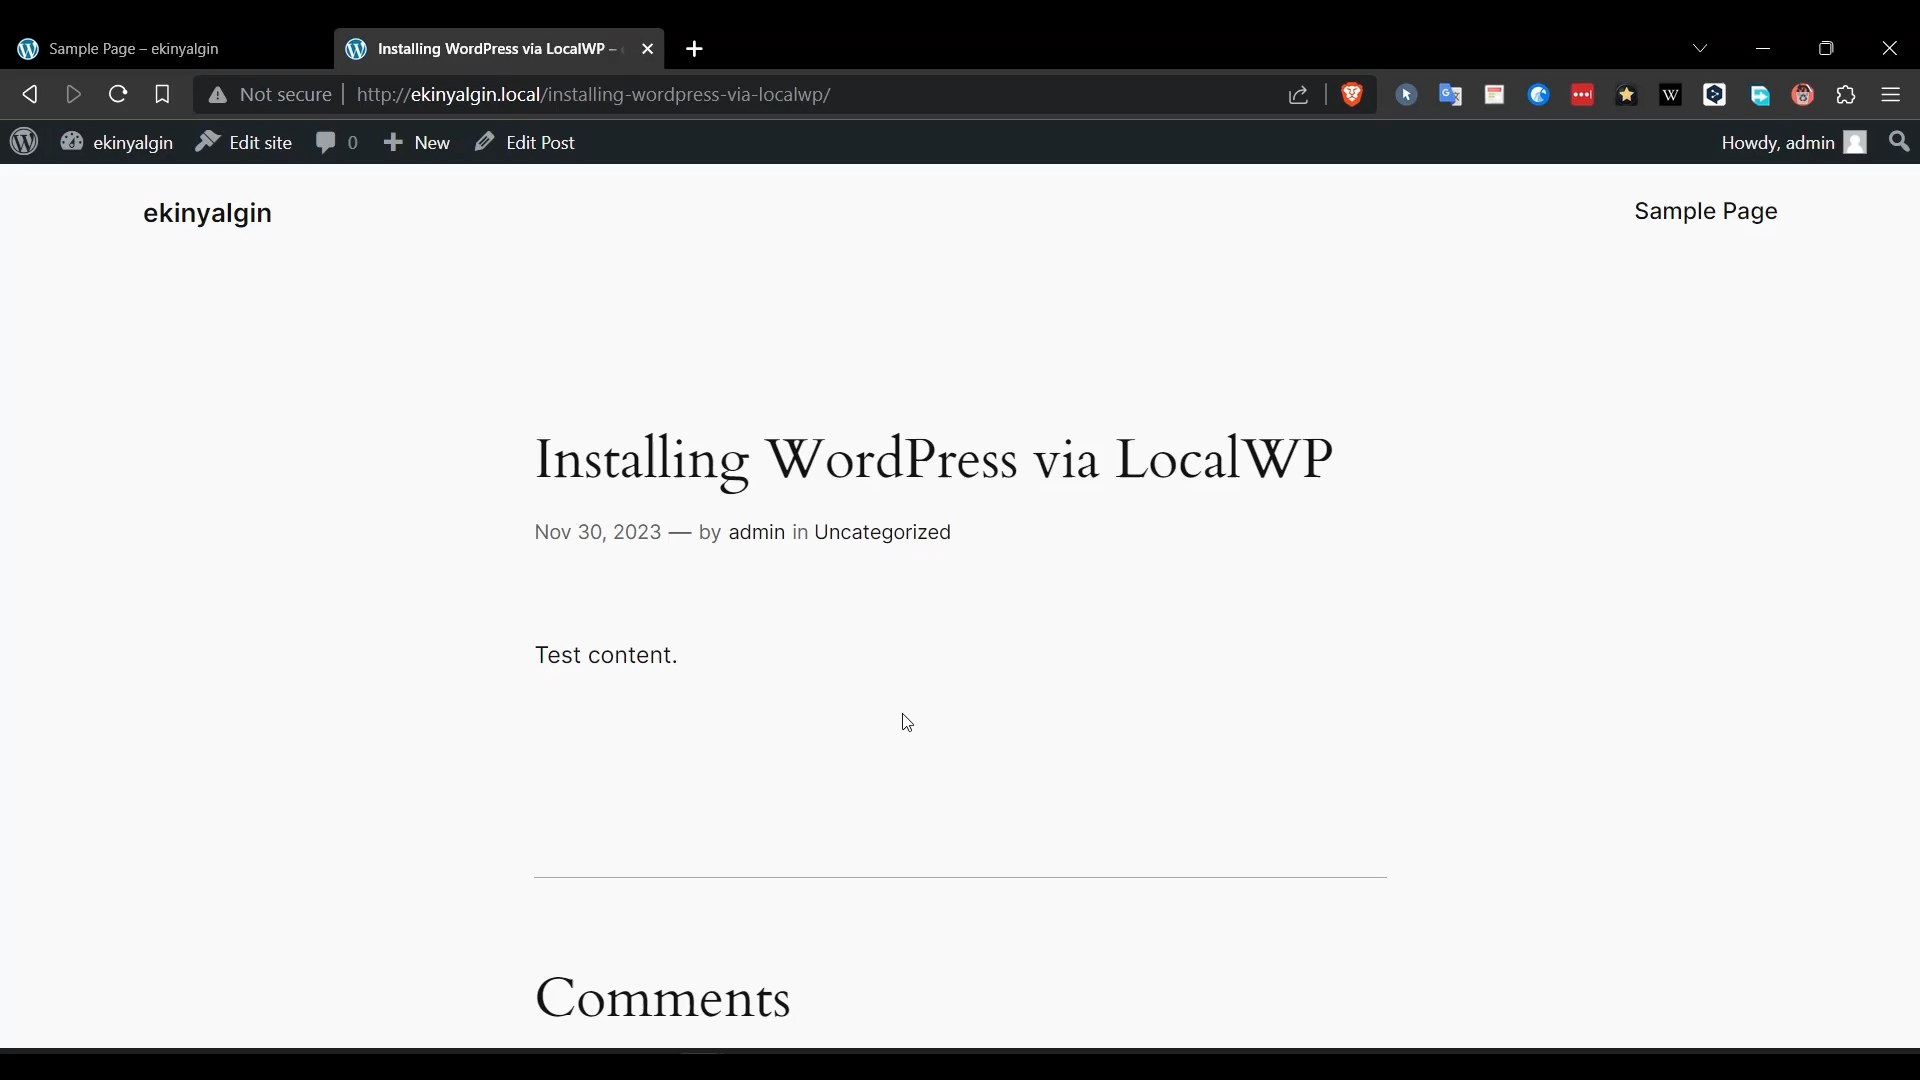 Sample Page – ekinyalgin
Installing WordPress via LocalWP –
Not secure
http://ekinyalgin.local/installing-wordpress-via-localwp/
ekinyalgin
Edit site
0
New
Edit Post
Howdy, admin
ekinyalgin
Sample Page
Installing WordPress via LocalWP
Nov 30, 2023 — by admin in Uncategorized
Test content.
Comments